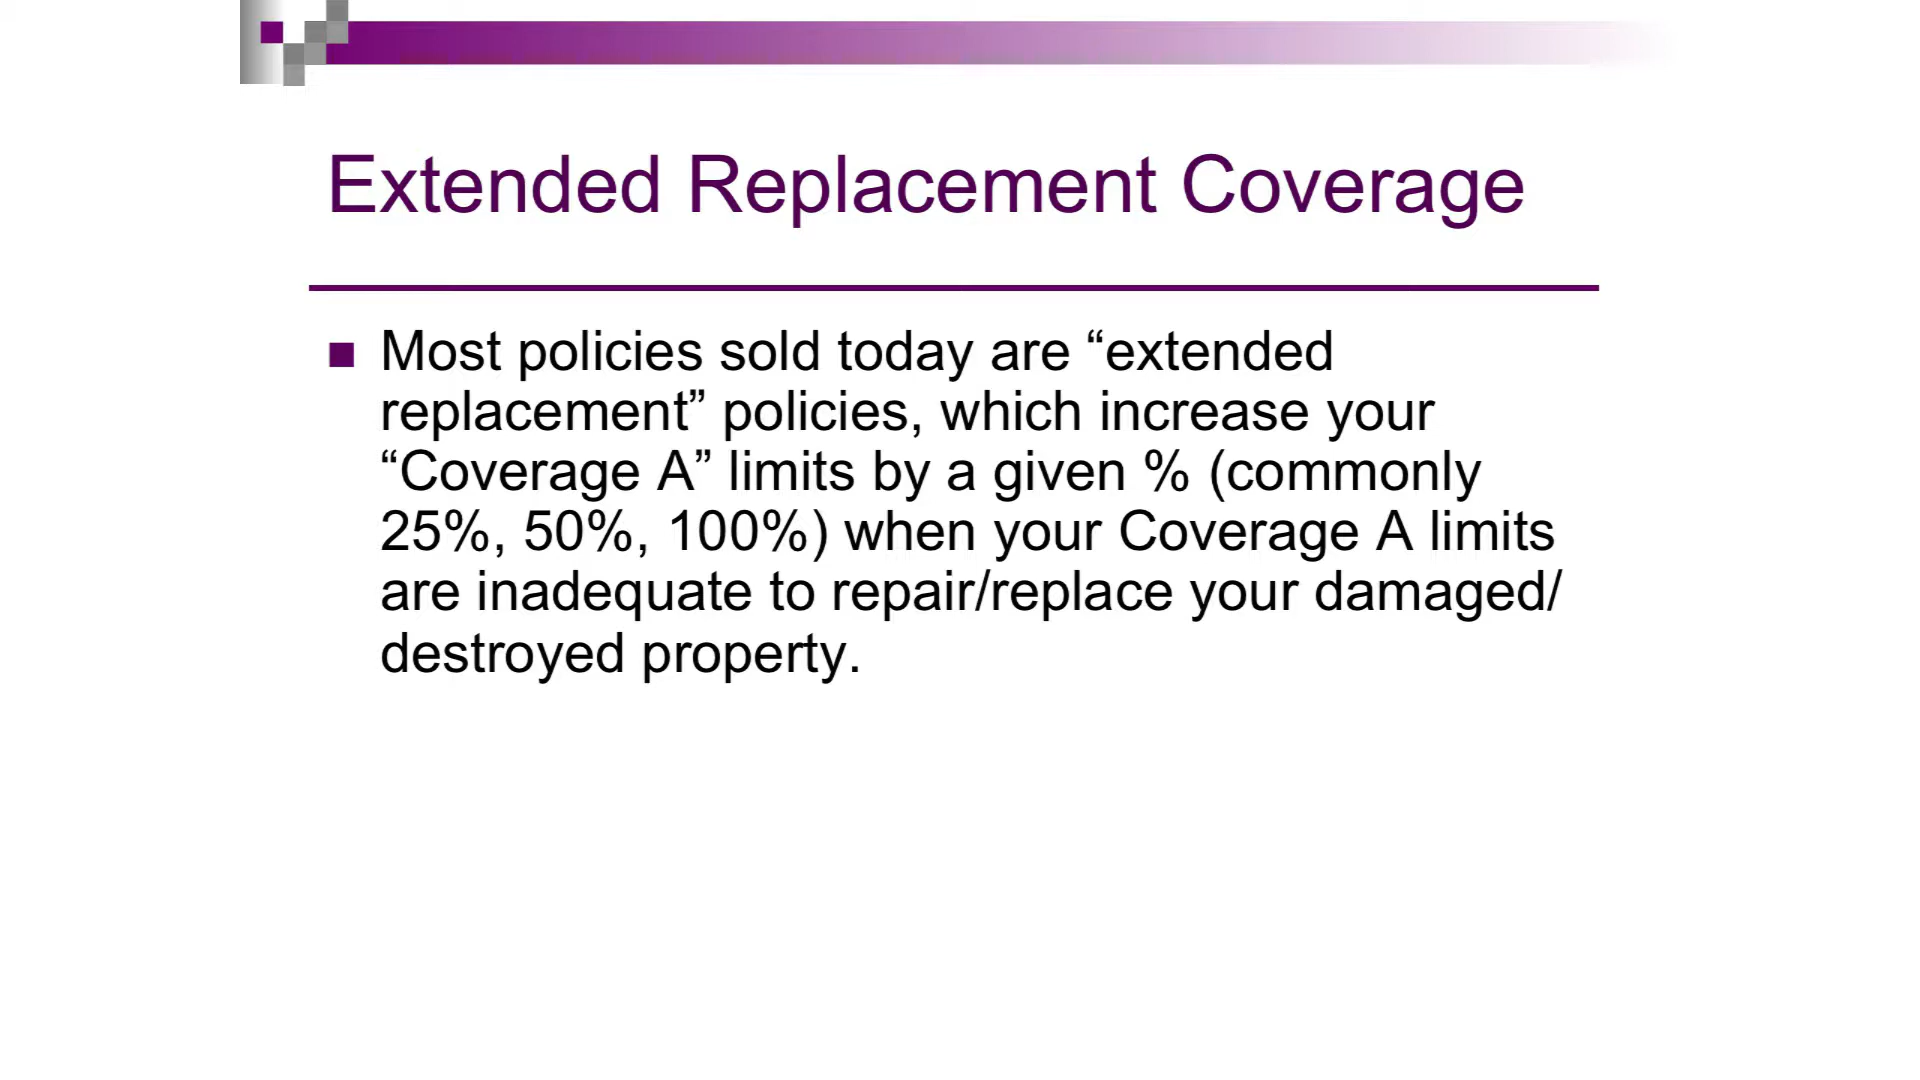 Extended Replacement Coverage
Most policies sold today are “extended
replacement” policies, which increase your
“Coverage A” limits by a given % (commonly
25%, 50%, 100%) when your Coverage A limits
are inadequate to repair/replace your damaged/
destroyed property.